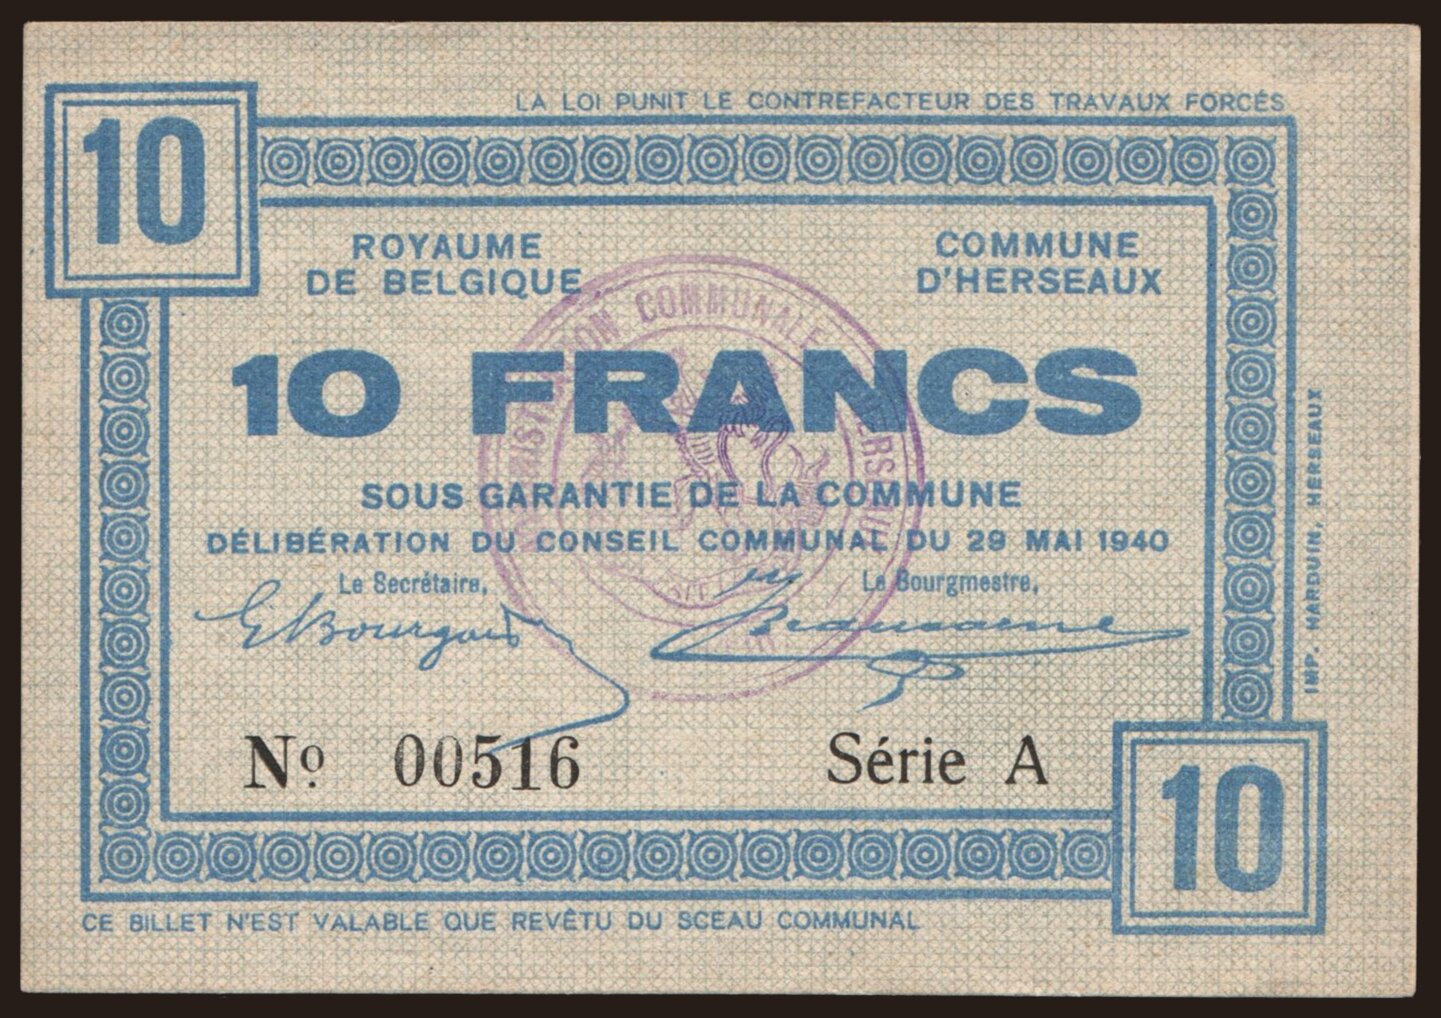 LA LOI PUNIT LE CONTREFACTEUR DES TRAVAUX FORCÉS
10
ROYAUME
DE BELGIQUE
COMMUNE
D'HERSEAUX
10 FRANCS
SOUS GARANTIE DE LA COMMUNE
DÉLIBÉRATION DU CONSEIL COMMUNAL DU 29 MAI 1940
Le Secrétaire,
Le Bourgmestre,
Nº 00516
Série A
10
CE BILLET N'EST VALABLE QUE REVÊTU DU SCEAU COMMUNAL
IMP. MARDUIN, HERSEAUX
COMMUNALE